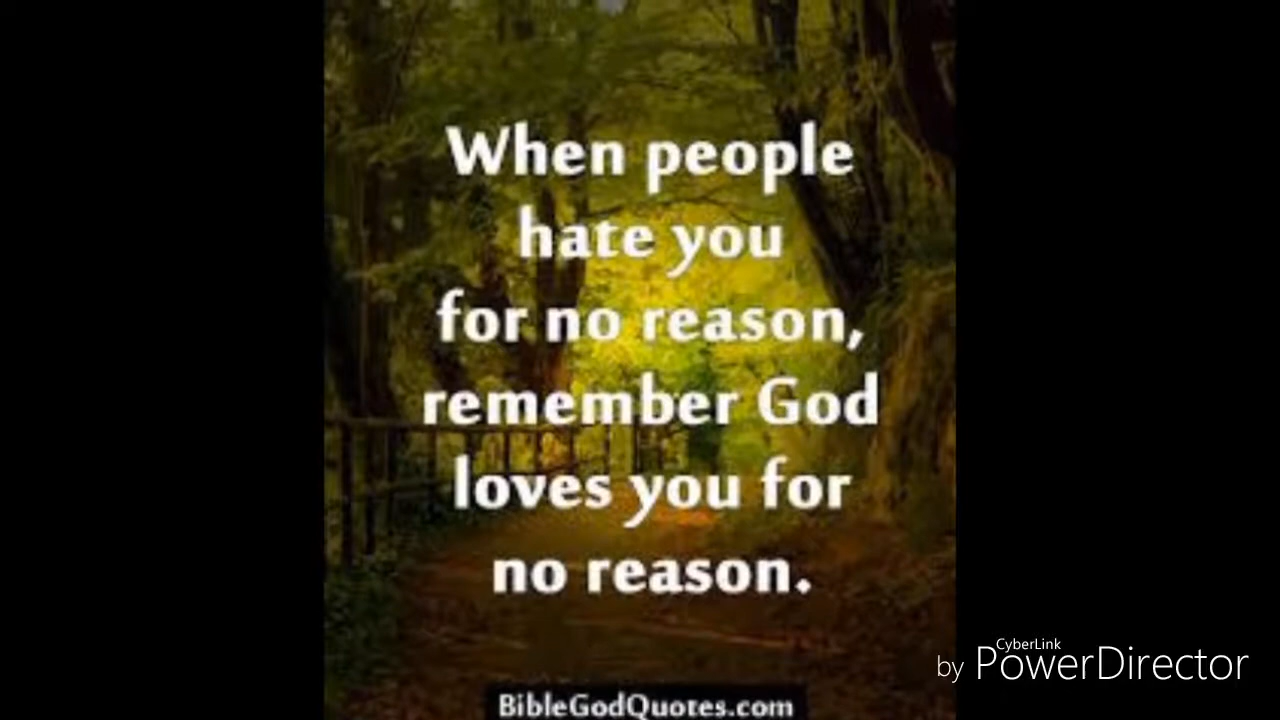 When people
hate you
for no reason,
remember God
loves you for
no reason.
CyberLink
by PowerDirector
BibleGodQuotes.com